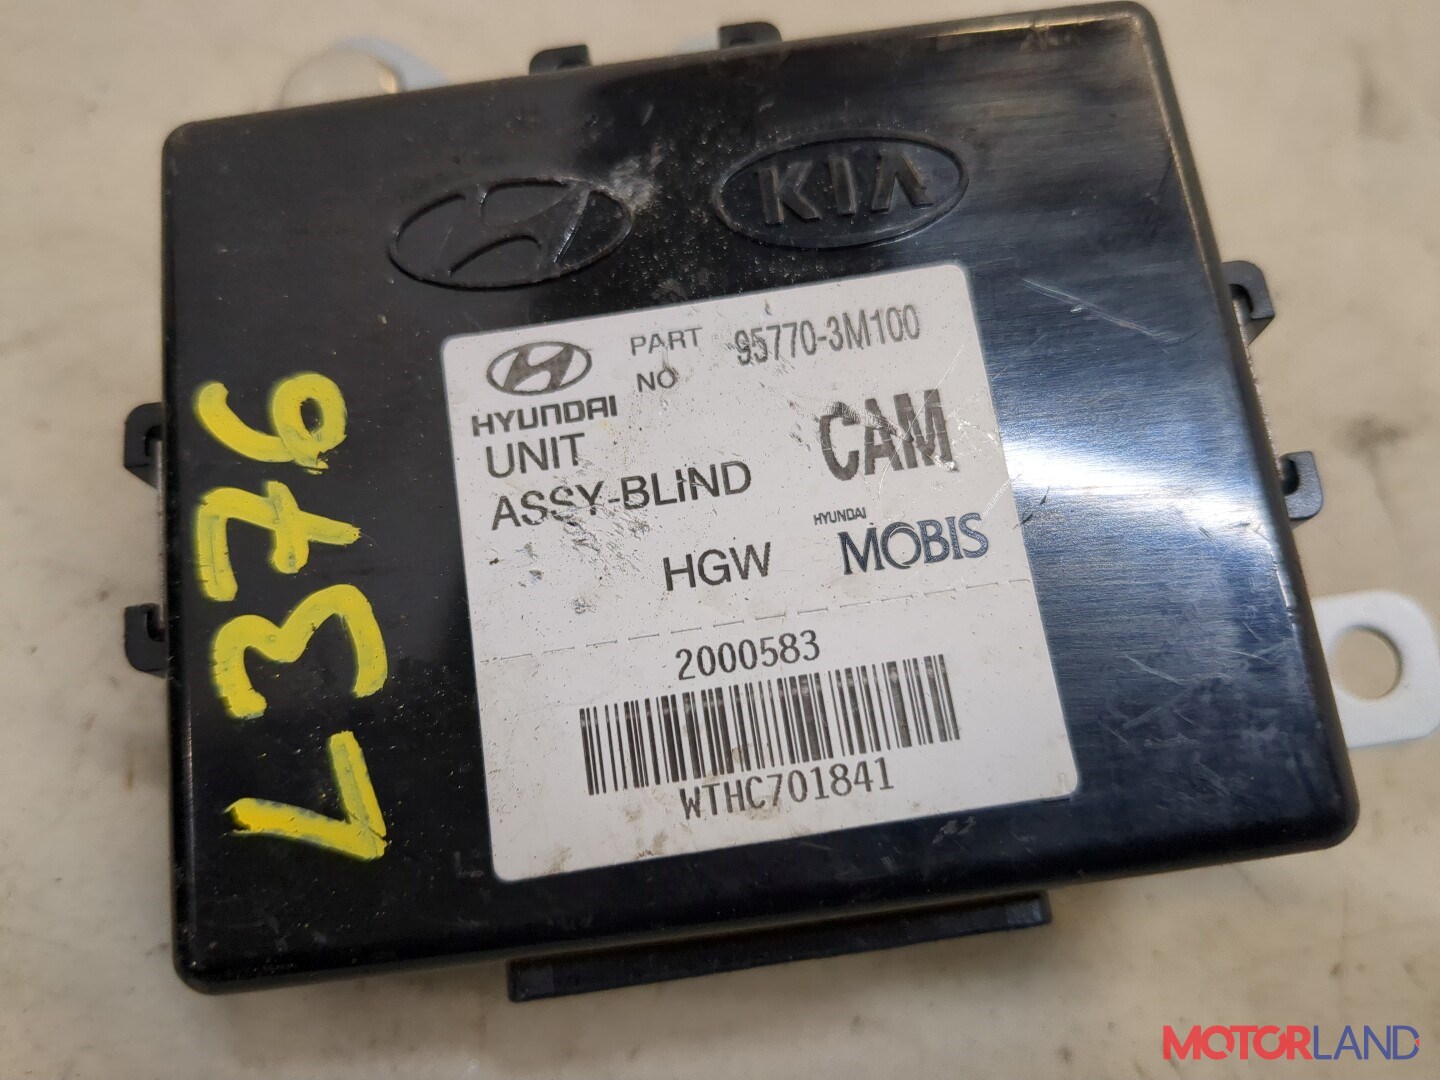 KIA
PART NO 95770-3M100
HYUNDAI
UNIT
ASSY-BLIND
CAM
HGW
HYUNDAI
MOBIS
2000583
WTHC701841
L376
MOTORLAND